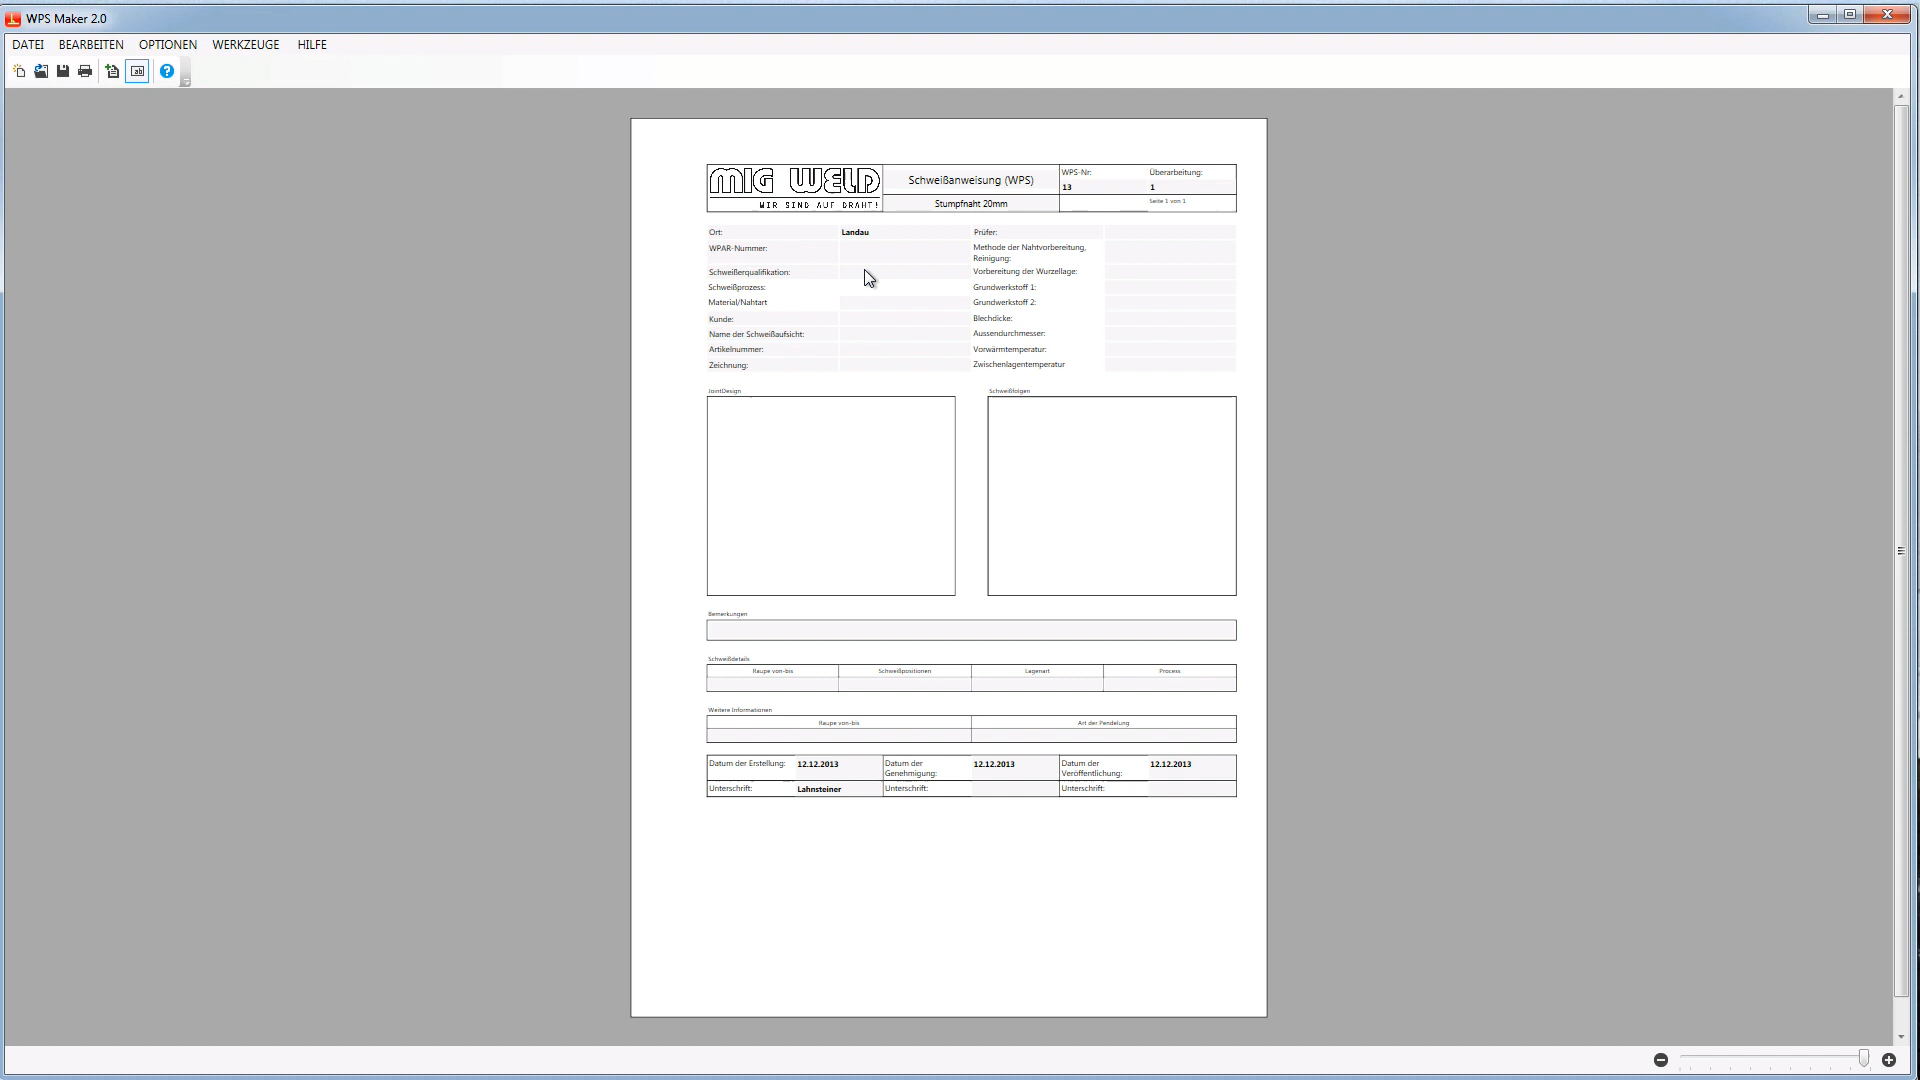 WPS Maker 2.0
DATEI BEARBEITEN OPTIONEN WERKZEUGE HILFE
ab
MIG WELD
WIR SIND AUF DRAHT!
Schweißanweisung (WPS)
Stumpfnaht 20mm
WPS-Nr: Überarbeitung:
13 1
Seite 1 von 1
Ort: Landau Prüfer:
WPAR-Nummer: Methode der Nahtvorbereitung,
Reinigung:
Schweißerqualifikation: Vorbereitung der Wurzellage:
Schweißprozess: Grundwerkstoff 1:
Material/Nahtart Grundwerkstoff 2:
Kunde: Blechdicke:
Name der Schweißaufsicht: Aussendurchmesser:
Artikelnummer: Vorwärmtemperatur:
Zeichnung: Zwischenlagentemperatur
JointDesign Schweißfolgen
Bemerkungen
Schweißdetails
Raupe von-bis Schweißpositionen Lagenart Process
Weitere Informationen
Raupe von-bis Art der Pendelung
Datum der Erstellung: 12.12.2013 Datum der 12.12.2013 Datum der 12.12.2013
Genehmigung: Veröffentlichung:
Unterschrift: Lahnsteiner Unterschrift: Unterschrift: